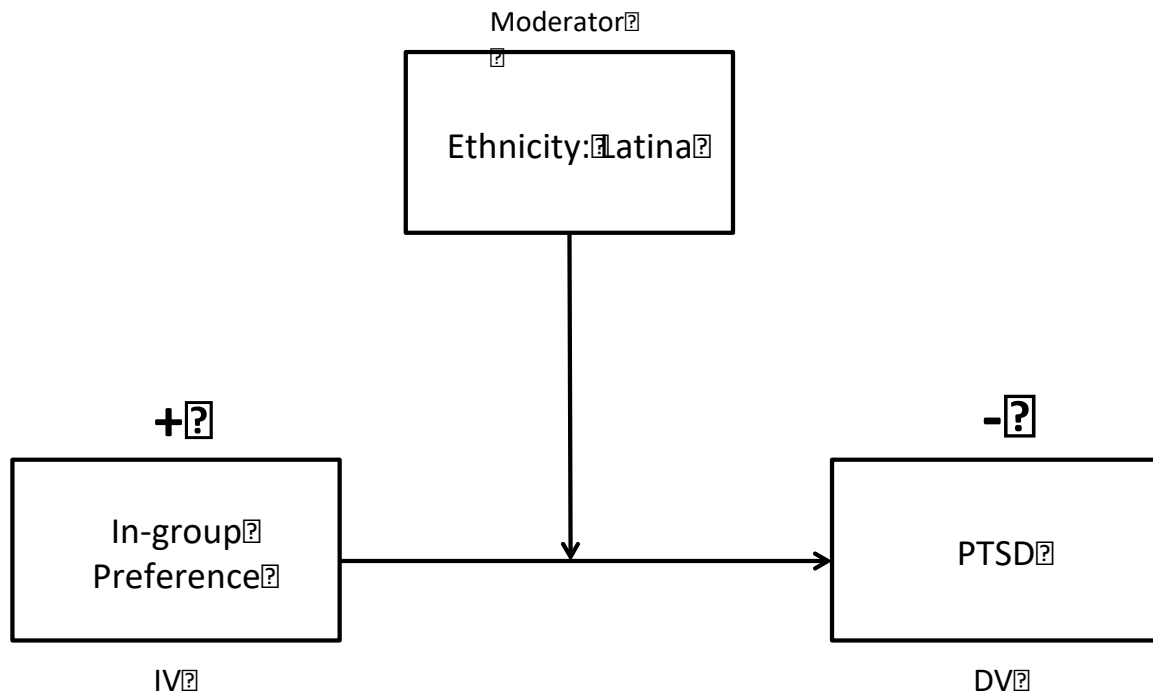 Moderator⍰
⍰
Ethnicity:⍰Latina⍰
+⍰
-⍰
In-group⍰
Preference⍰
PTSD⍰
IV⍰
DV⍰